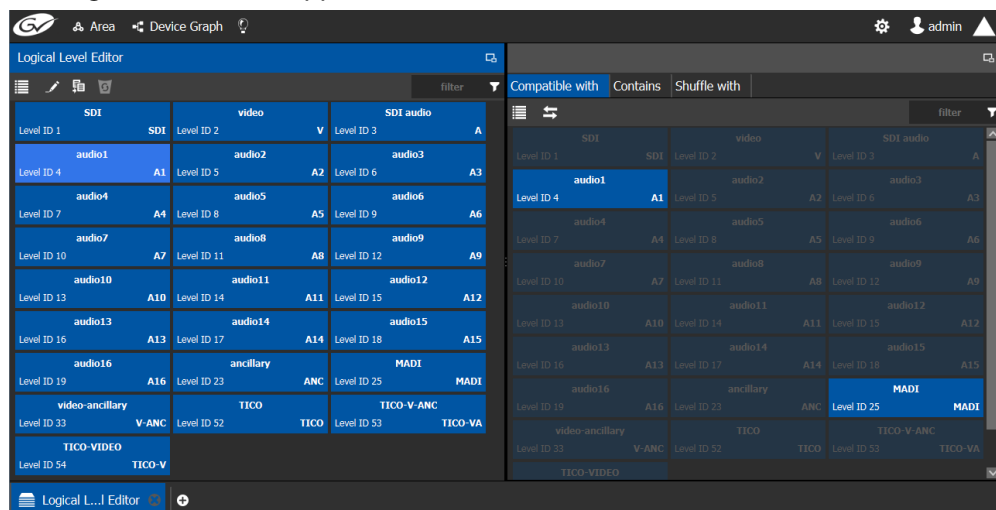 GV Area Device Graph admin
Logical Level Editor
filter
Compatible with Contains Shuffle with
filter
SDI video SDI audio
Level ID 1 SDI Level ID 2 V Level ID 3 A
audio1 audio2 audio3
Level ID 4 A1 Level ID 5 A2 Level ID 6 A3
audio4 audio5 audio6
Level ID 7 A4 Level ID 8 A5 Level ID 9 A6
audio7 audio8 audio9
Level ID 10 A7 Level ID 11 A8 Level ID 12 A9
audio10 audio11 audio12
Level ID 13 A10 Level ID 14 A11 Level ID 15 A12
audio13 audio14 audio15
Level ID 16 A13 Level ID 17 A14 Level ID 18 A15
audio16 ancillary MADI
Level ID 19 A16 Level ID 23 ANC Level ID 25 MADI
video-ancillary TICO TICO-V-ANC
Level ID 33 V-ANC Level ID 52 TICO Level ID 53 TICO-VA
TICO-VIDEO
Level ID 54 TICO-V
SDI video SDI audio
Level ID 1 SDI Level ID 2 V Level ID 3 A
audio1 audio2 audio3
Level ID 4 A1 Level ID 5 A2 Level ID 6 A3
audio4 audio5 audio6
Level ID 7 A4 Level ID 8 A5 Level ID 9 A6
audio7 audio8 audio9
Level ID 10 A7 Level ID 11 A8 Level ID 12 A9
audio10 audio11 audio12
Level ID 13 A10 Level ID 14 A11 Level ID 15 A12
audio13 audio14 audio15
Level ID 16 A13 Level ID 17 A14 Level ID 18 A15
audio16 ancillary MADI
Level ID 19 A16 Level ID 23 ANC Level ID 25 MADI
video-ancillary TICO TICO-V-ANC
Level ID 33 V-ANC Level ID 52 TICO Level ID 53 TICO-VA
TICO-VIDEO
Logical L...l Editor